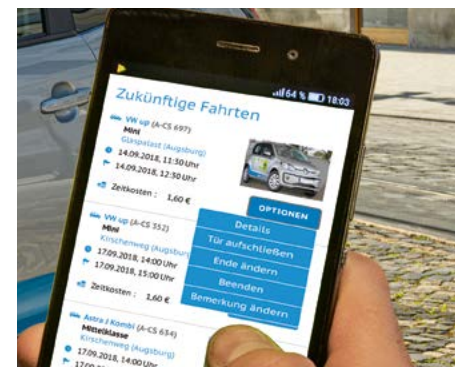 64 % 18:03
Zukünftige Fahrten
VW up (A-CS 697)
Mini
Glaspalast (Augsburg)
14.09.2018, 11:30 Uhr
14.09.2018, 12:30 Uhr
Zeitkosten : 1,60 €
OPTIONEN
Details
Tür aufschließen
Ende ändern
Beenden
Bemerkung ändern
VW up (A-CS 352)
Mini
Kirschenweg (Augsburg
17.09.2018, 14:00 Uhr
17.09.2018, 15:00 Uhr
Zeitkosten : 1,60 €
Astra J Kombi (A-CS 634)
Mittelklasse
Kirschenweg (Augsburg)
17.09.2018, 14:00 Uhr